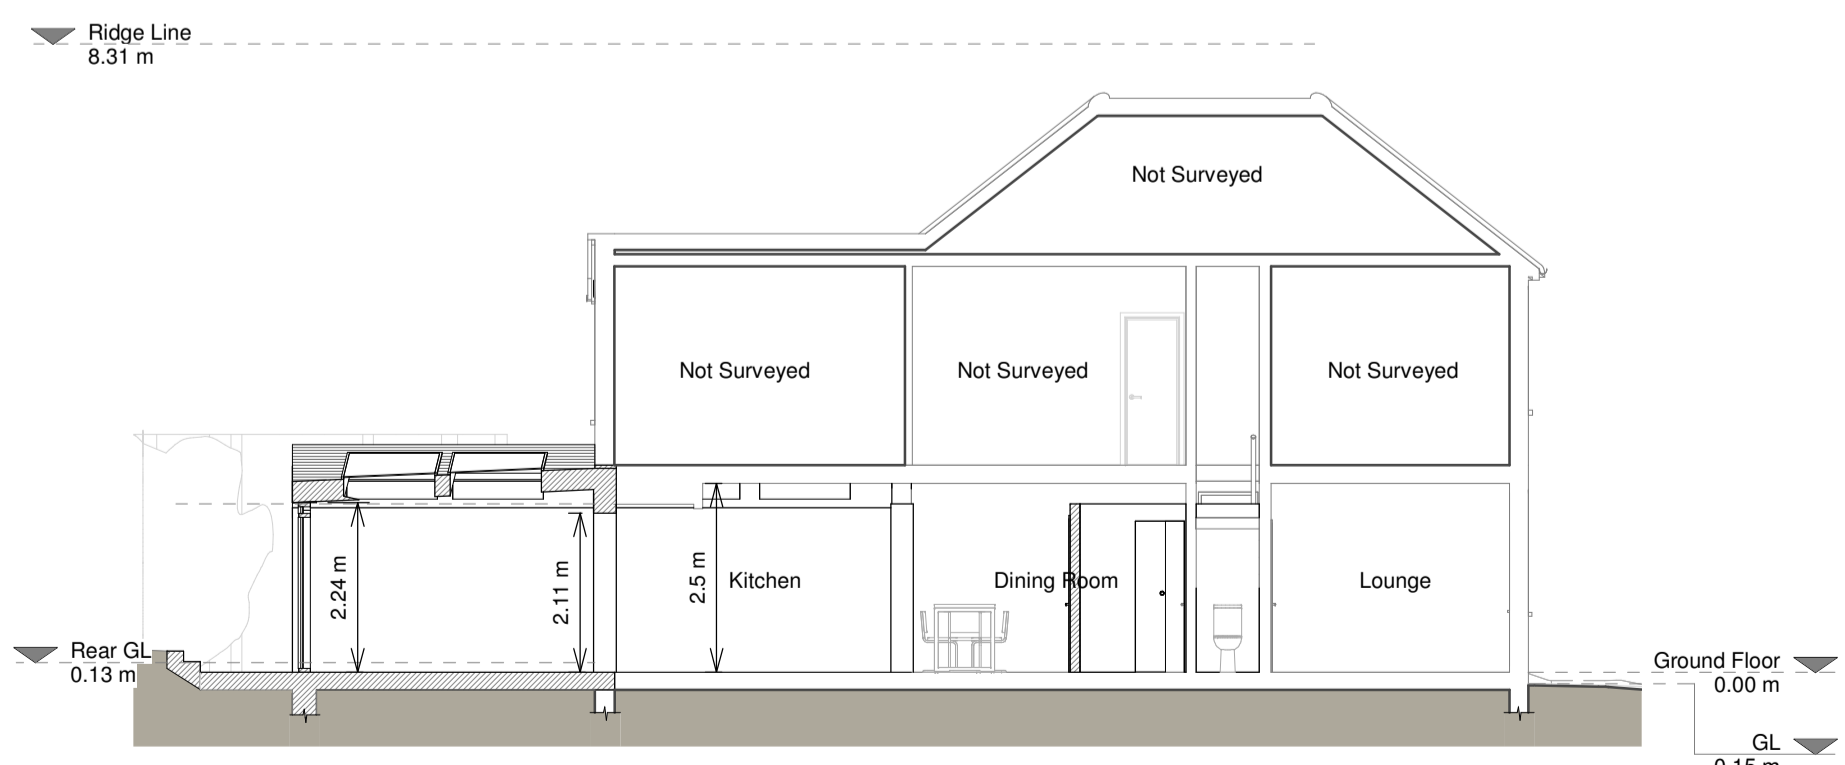 Ridge Line
8.31 m
Not Surveyed
Not Surveyed
Not Surveyed
Not Surveyed
2.24 m
2.11 m
2.5 m
Kitchen
Dining Room
Lounge
Rear GL
0.13 m
Ground Floor
0.00 m
GL